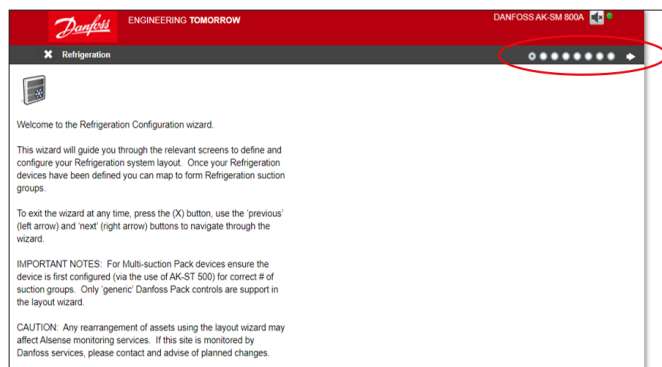 Danfoss
ENGINEERING TOMORROW
DANFOSS AK-SM 800A
Refrigeration
Welcome to the Refrigeration Configuration wizard.
This wizard will guide you through the relevant screens to define and
configure your Refrigeration system layout. Once your Refrigeration
devices have been defined you can map to form Refrigeration suction
groups.
To exit the wizard at any time, press the (X) button, use the 'previous'
(left arrow) and 'next' (right arrow) buttons to navigate through the
wizard.
IMPORTANT NOTES: For Multi-suction Pack devices ensure the
device is first configured (via the use of AK-ST 500) for correct # of
suction groups. Only 'generic' Danfoss Pack controls are support in
the layout wizard.
CAUTION: Any rearrangement of assets using the layout wizard may
affect Alsense monitoring services. If this site is monitored by
Danfoss services, please contact and advise of planned changes.